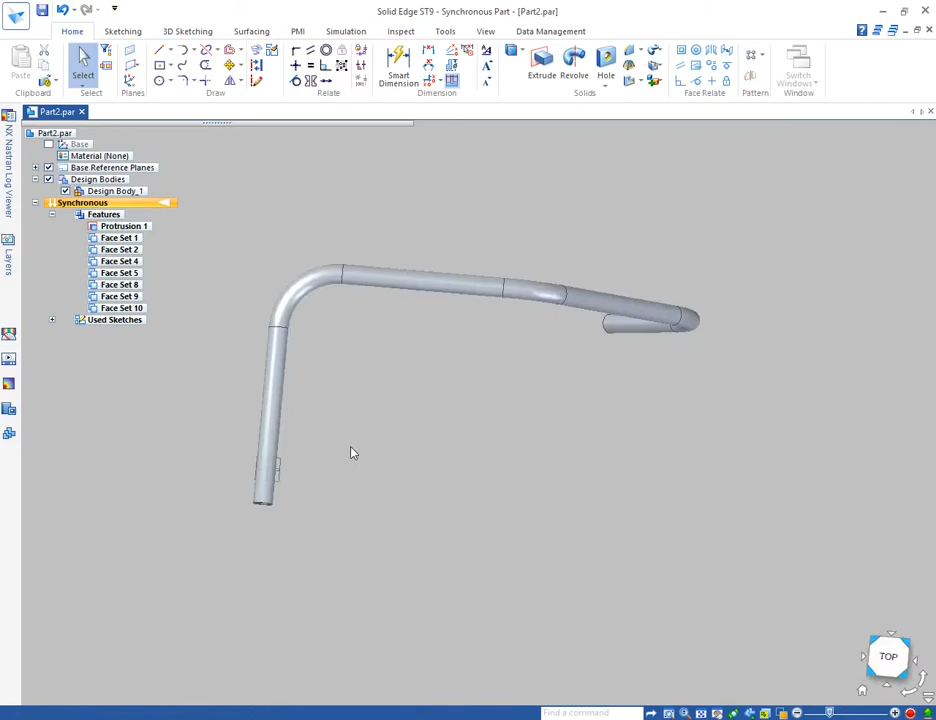 Solid Edge ST9 - Synchronous Part - [Part2.par]
Home Sketching 3D Sketching Surfacing PMI Simulation Inspect Tools View Data Management
Paste Select Smart Dimension Extrude Revolve Hole Switch Windows
Clipboard Select Planes Draw Relate Dimension Solids Face Relate Pattern Window
Part2.par
NX Nastran Log Viewer
Layers
Part2.par
Base
Material (None)
Base Reference Planes
Design Bodies
Design Body_1
Synchronous
Features
Protrusion 1
Face Set 1
Face Set 2
Face Set 4
Face Set 5
Face Set 8
Face Set 9
Face Set 10
Used Sketches
TOP
Find a command